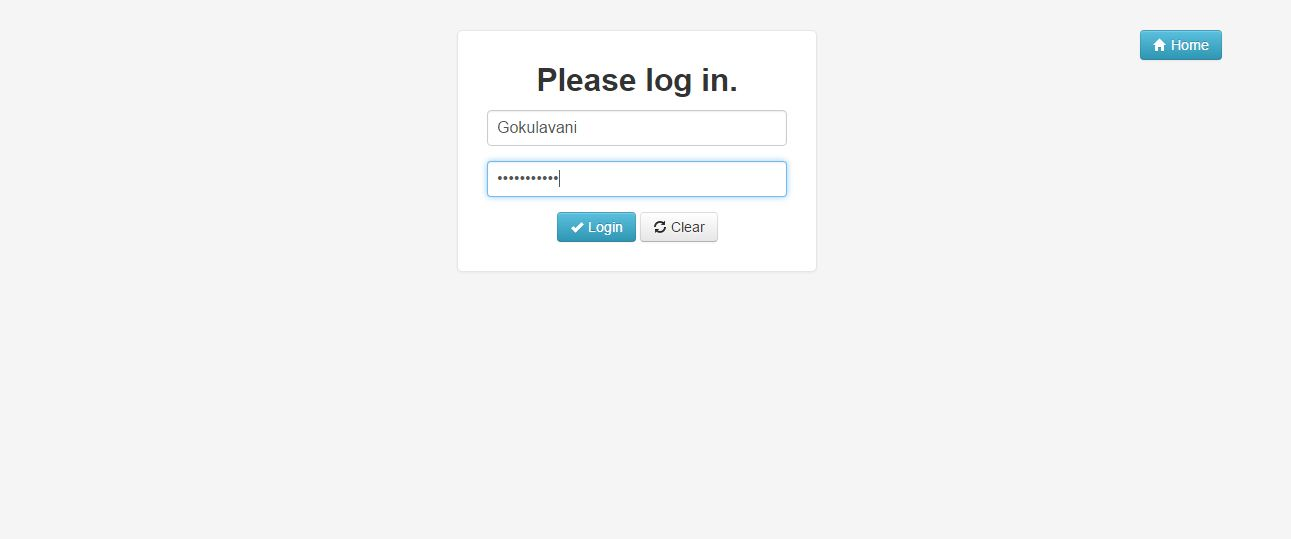 Home
Please log in.
Gokulavani
•••••••••••
Login
Clear